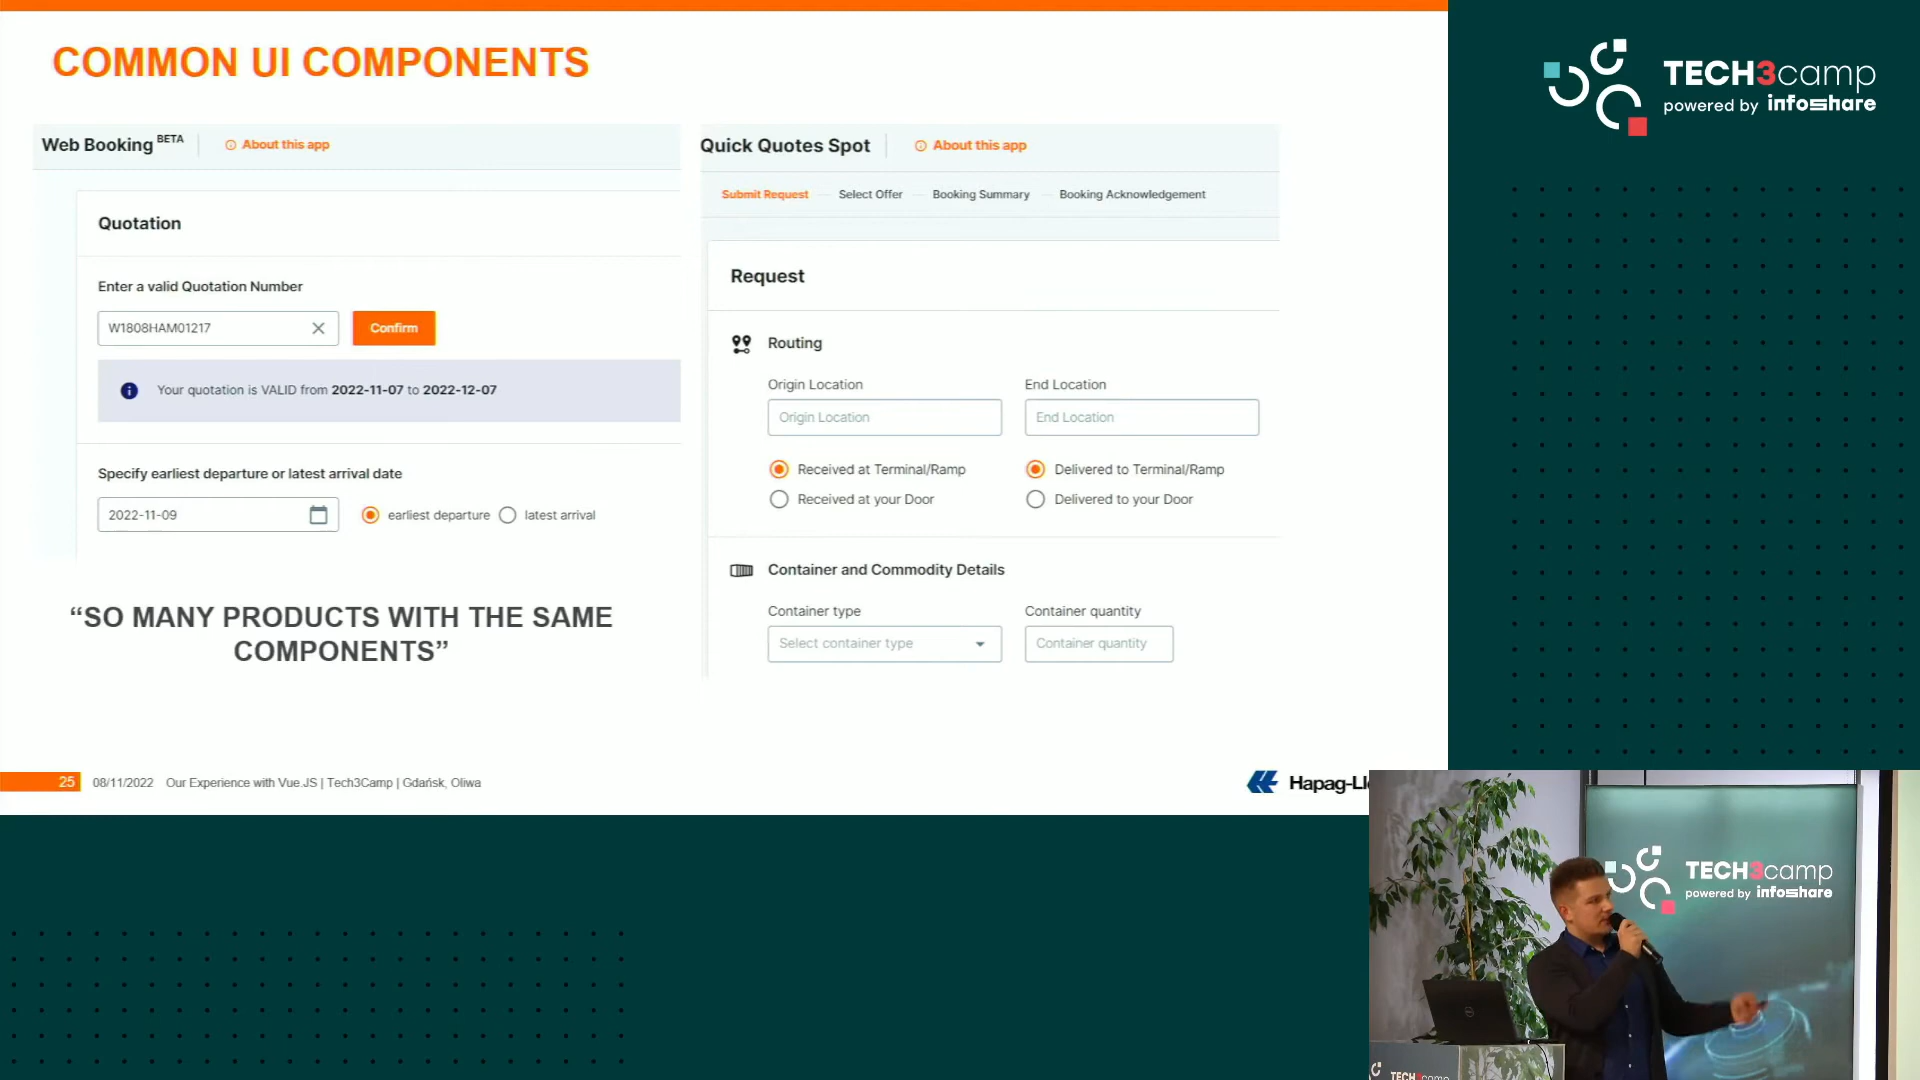 COMMON UI COMPONENTS
Web Booking BETA
About this app
Quotation
Enter a valid Quotation Number
W1808HAM01217
Confirm
Your quotation is VALID from 2022-11-07 to 2022-12-07
Specify earliest departure or latest arrival date
2022-11-09
earliest departure
latest arrival
“SO MANY PRODUCTS WITH THE SAME
COMPONENTS”
Quick Quotes Spot
About this app
Submit Request
Select Offer
Booking Summary
Booking Acknowledgement
Request
Routing
Origin Location
End Location
Origin Location
End Location
Received at Terminal/Ramp
Delivered to Terminal/Ramp
Received at your Door
Delivered to your Door
Container and Commodity Details
Container type
Container quantity
Select container type
Container quantity
25
08/11/2022
Our Experience with Vue.JS | Tech3Camp | Gdańsk, Oliwa
Hapag-Ll
TECH3camp
powered by infoshare
TECH3camp
powered by infoshare
TECH3camp